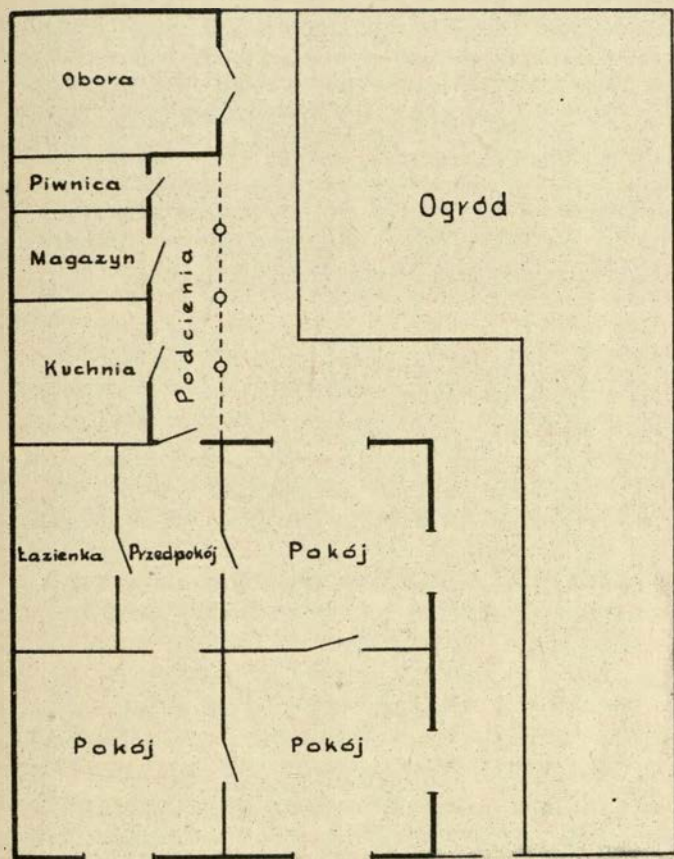 Obora
Piwnica
Magazyn
Kuchnia
Podcienia
Ogród
Łazienka
Przedpokój
Pokój
Pokój
Pokój